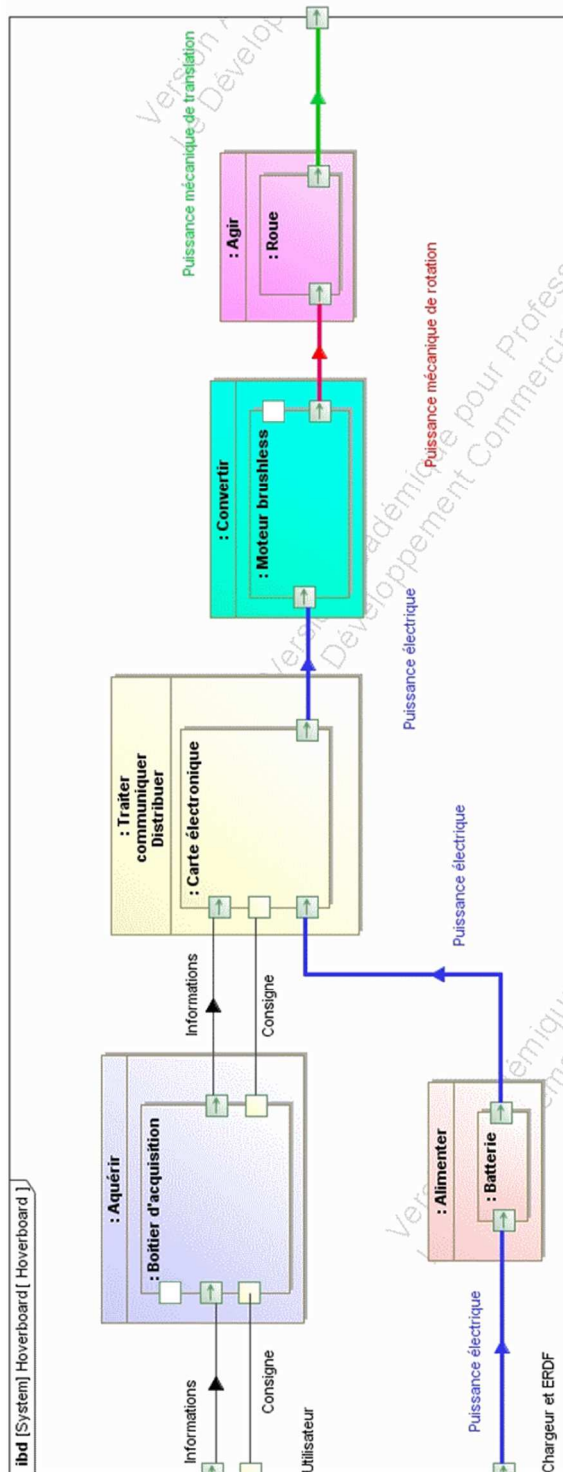 ibd [System] Hoverboard [ Hoverboard ]
Informations
Consigne
Utilisateur
: Aquérir
: Boitier d'acquisition
Informations
Consigne
: Traiter
communiquer
Distribuer
: Carte électronique
Puissance électrique
: Convertir
: Moteur brushless
Puissance mécanique de rotation
: Agir
: Roue
Puissance mécanique de translation
Chargeur et ERDF
Puissance électrique
: Alimenter
: Batterie
Puissance électrique